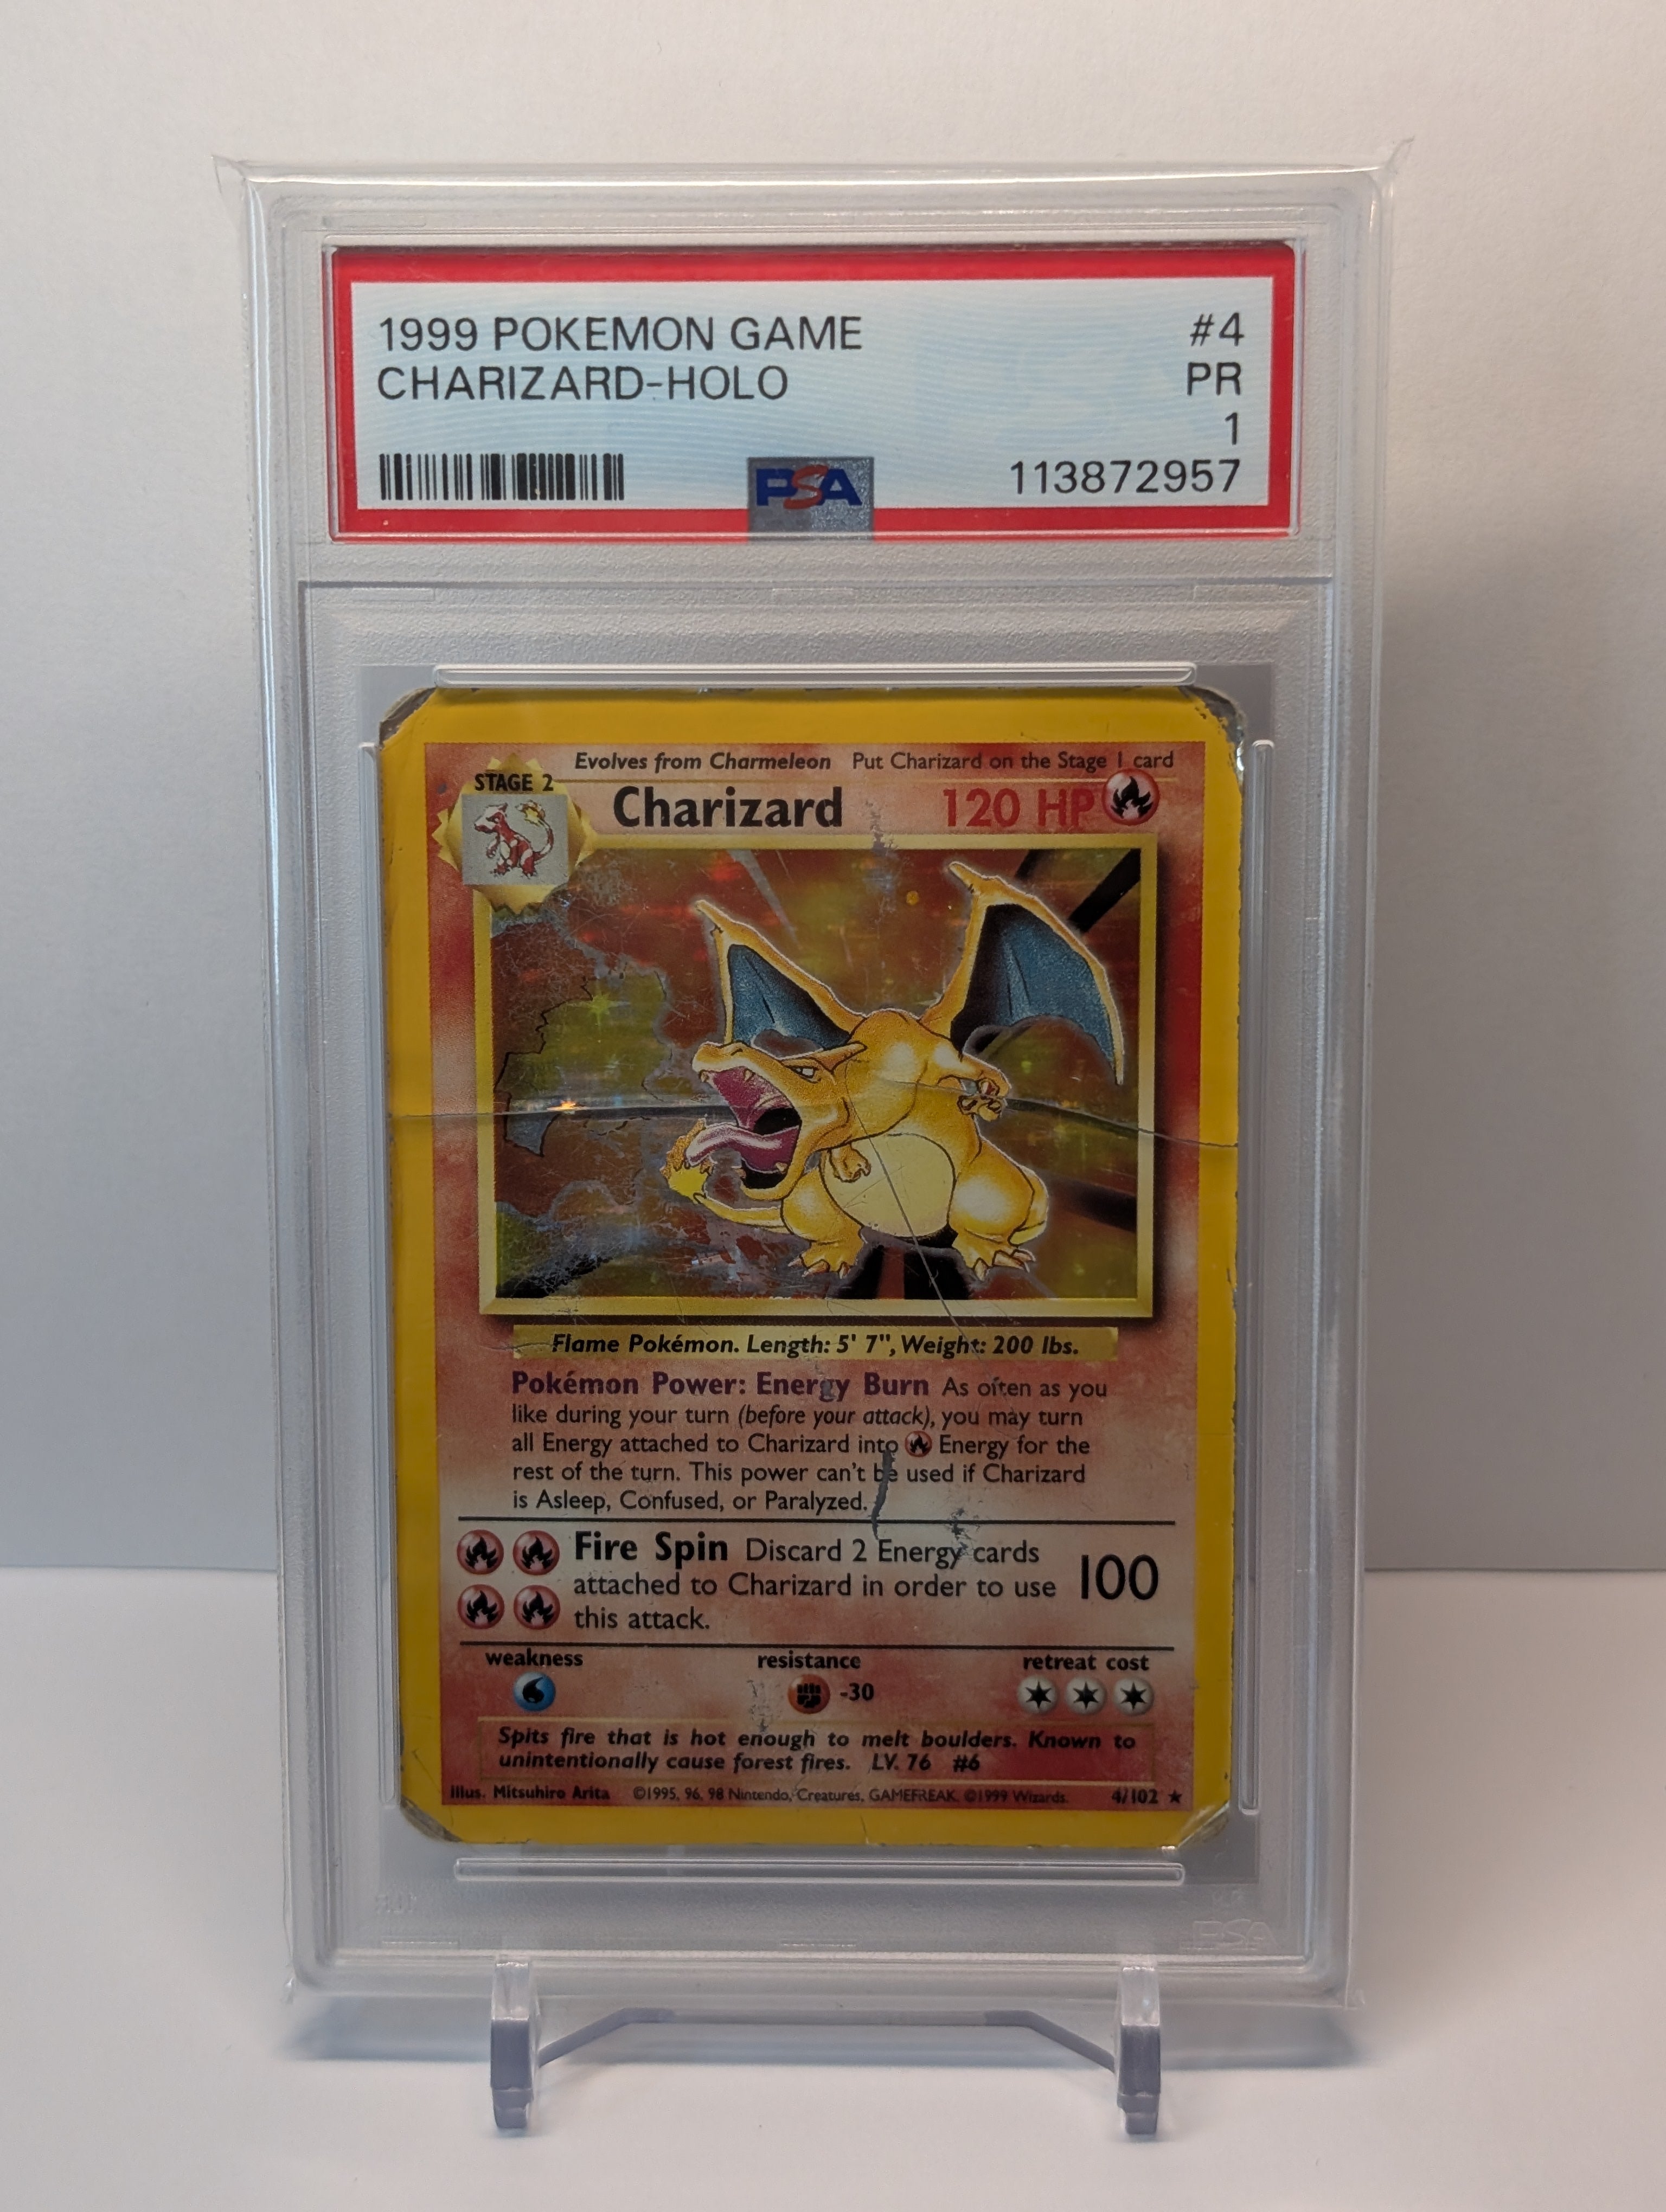 1999 POKEMON GAME #4
CHARIZARD-HOLO PR
1
PSA 113872957
Evolves from Charmeleon Put Charizard on the Stage 1 card
STAGE 2
Charizard 120 HP
Flame Pokémon. Length: 5' 7", Weight: 200 lbs.
Pokémon Power: Energy Burn As often as you
like during your turn (before your attack), you may turn
all Energy attached to Charizard into Energy for the
rest of the turn. This power can't be used if Charizard
is Asleep, Confused, or Paralyzed.
Fire Spin Discard 2 Energy cards
attached to Charizard in order to use 100
this attack.
weakness resistance retreat cost
-30
Spits fire that is hot enough to melt boulders. Known to
unintentionally cause forest fires. LV. 76 #6
Illus. Mitsuhiro Arita ©1995, 96, 98 Nintendo, Creatures, GAMEFREAK. ©1999 Wizards. 4/102 ★
PSA